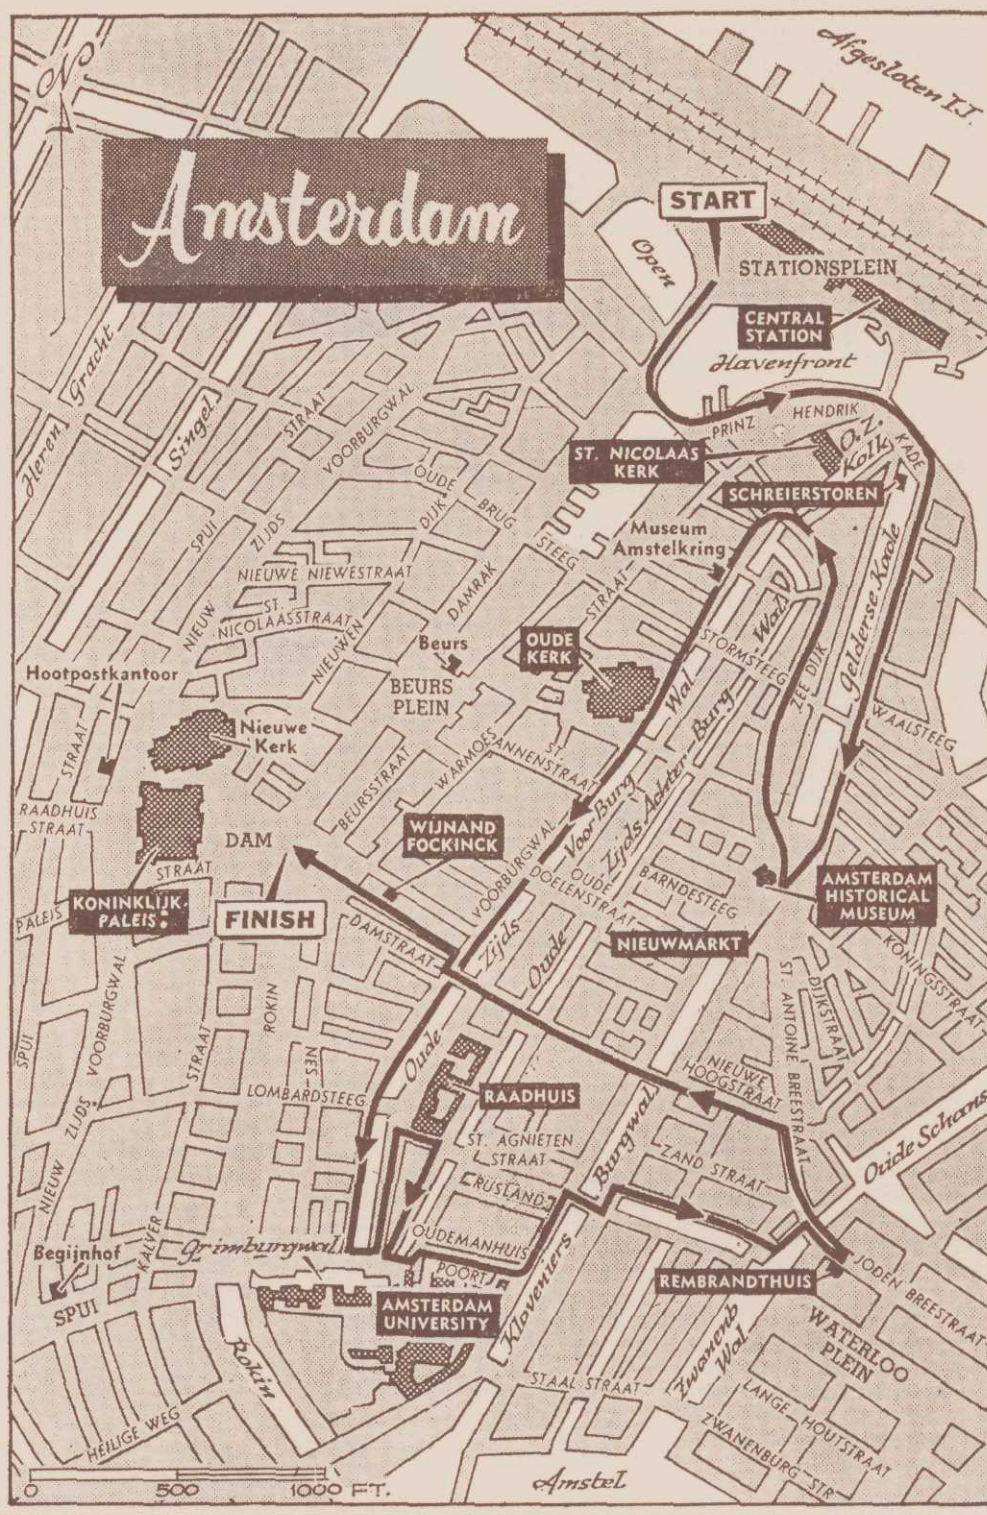 Afgesloten I.J.
N
Amsterdam
START
Open
STATIONSPLEIN
CENTRAL
STATION
Havenfront
PRINZ
HENDRIK
KADE
O.Z.
Kolk
ST. NICOLAAS
KERK
SCHREIERSTOREN
Museum
Amstelkring
Heren
Gracht
Singel
STRAAT
VOORBURGWAL
SPUI
ZIJDS
NIEUW
OUDE
BRUG
STEEG
DIJK
NIEUWE NIEWESTRAAT
ST.
NICOLAASSTRAAT
NIEUWEN
DAMRAK
STRAAT
Gelderse Kade
STORMSTEEG
Wal
ZEE DIJK
WAALSTEEG
Beurs
BEURS
PLEIN
OUDE
KERK
Hootpostkantoor
STRAAT
Nieuwe
Kerk
RAADHUIS
STRAAT
BEURSSTRAAT
WARMOES
ST.
ANNENSTRAAT
Wal
Voor Burg
Zijds Achter Burg
VOORBURGWAL
DAM
STRAAT
WIJNAND
FOCKINCK
KONINKLIJK-
PALEIS
PALEIS
FINISH
DAMSTRAAT
OUDE
DOELENSTRAAT
BARNDESTEEG
NIEUWMARKT
AMSTERDAM
HISTORICAL
MUSEUM
KONINGSSTRAAT
DIJKSTRAAT
ST. ANTOINE BREESTRAAT
Zijds
Oude
SPUI
VOORBURGWAL
ZIJDS
NIEUW
STRAAT
ROKIN
NES
LOMBARDSTEEG
Oude
RAADHUIS
ST. AGNIETEN
STRAAT
RUSLAND
OUDEMANHUIS
POORT
Burgwal
NIEUWE
HOOGSTRAAT
ZAND STRAAT
Oude Schans
Begijnhof
SPUI
KALVER
Grimburgwal
AMSTERDAM
UNIVERSITY
Kloveniers
REMBRANDTHUIS
JODEN BREESTRAAT
WATERLOO
PLEIN
Rokin
HEILIGE WEG
STAAL STRAAT
Zwanenb
Wal.
LANGE HOUTSTRAAT
ZWANENBURG STR
Amstel
0 500 1000 FT.